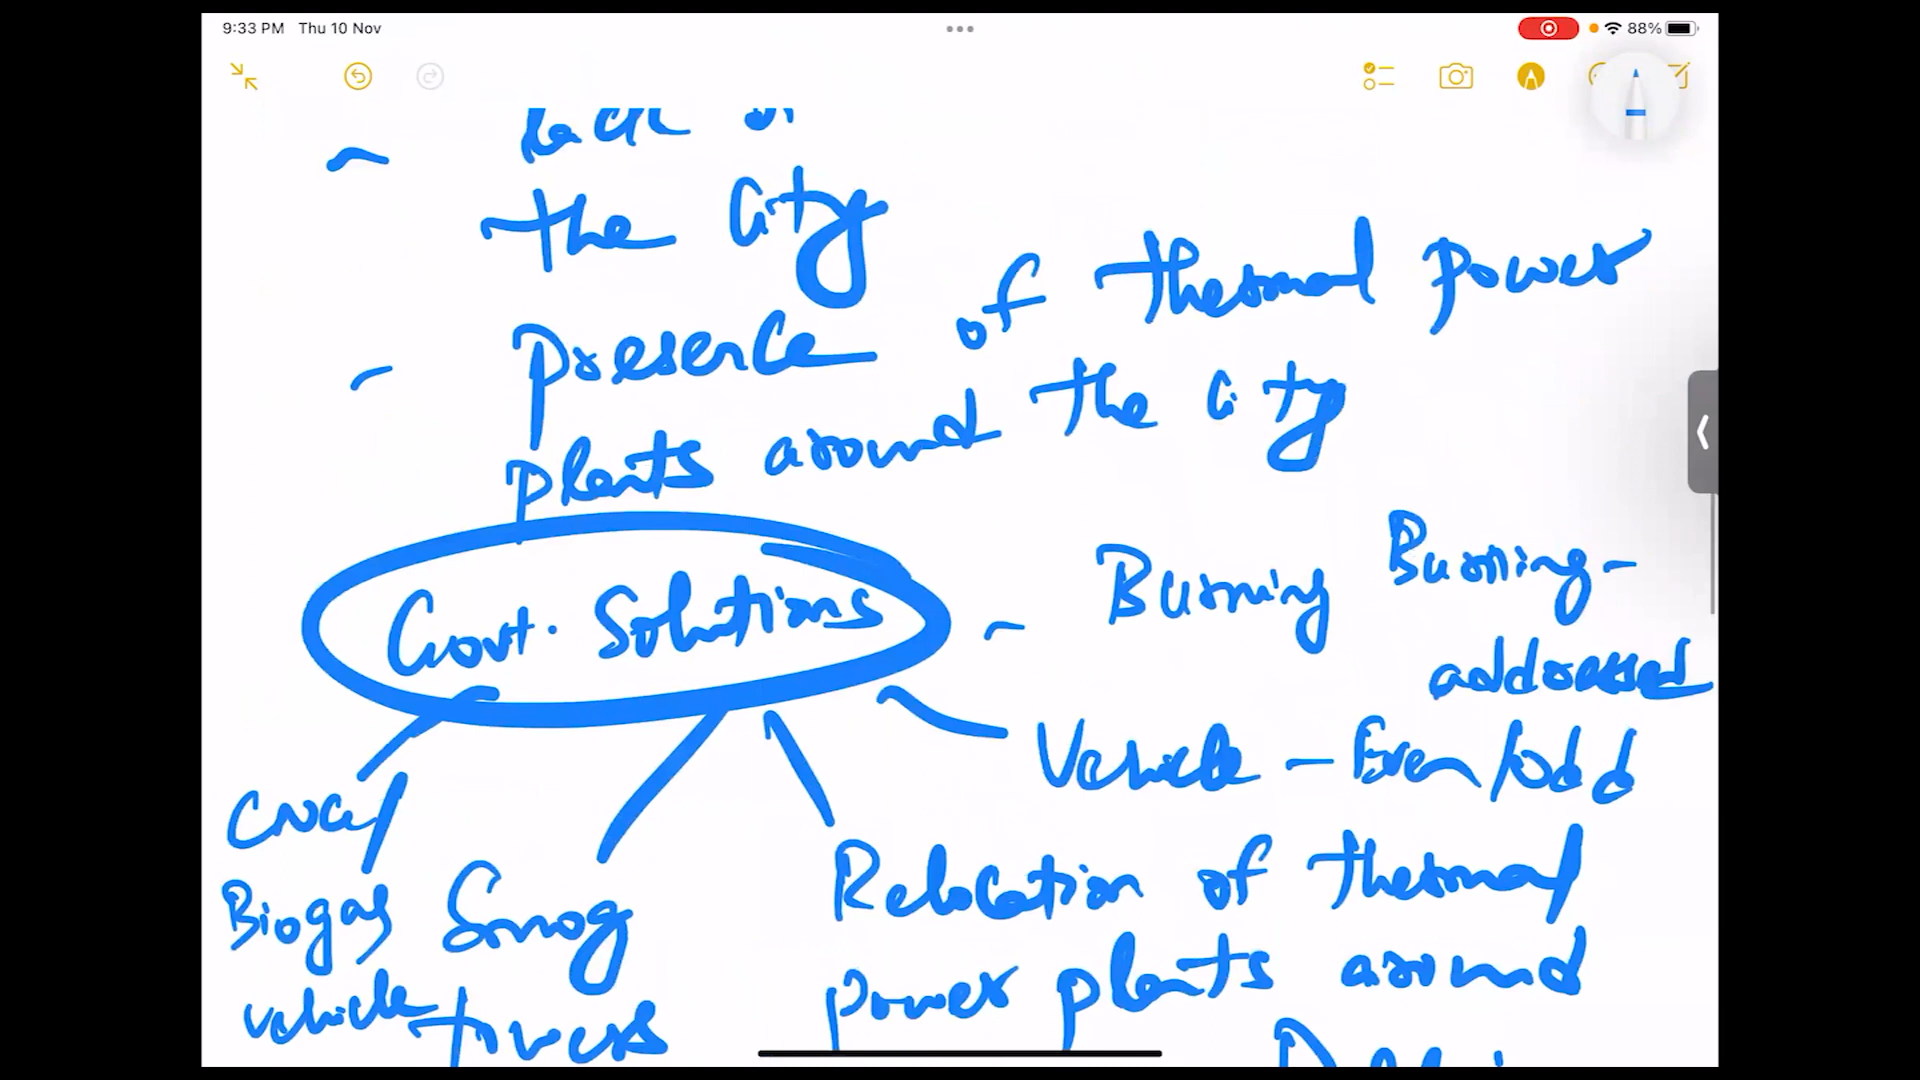 9:33 PM Thu 10 Nov
88%
the City
- presence of thermal power
plants around the City
Govt. Solutions
- Burning Burning -
addressed
Vehicle - Even/Odd
CNG/
Biogas
vehicle
Smog
towers
Relocation of thermal
power plants around